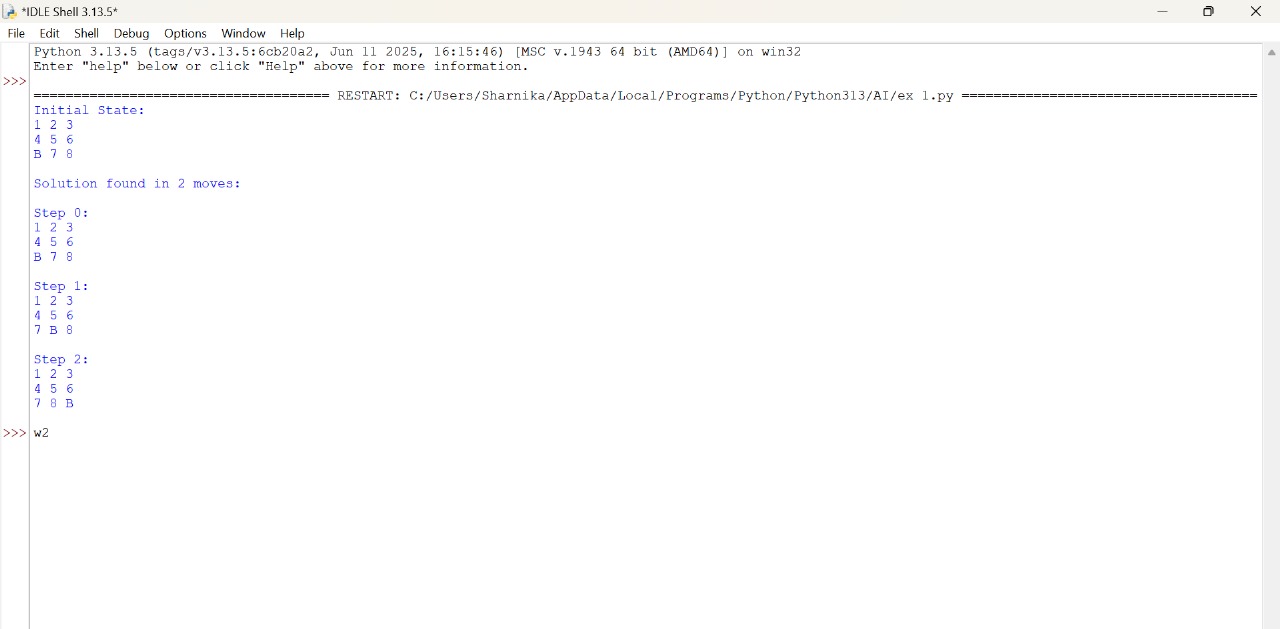 *IDLE Shell 3.13.5*
File Edit Shell Debug Options Window Help
Python 3.13.5 (tags/v3.13.5:6cb20a2, Jun 11 2025, 16:15:46) [MSC v.1943 64 bit (AMD64)] on win32
Enter "help" below or click "Help" above for more information.
>>>
===================================== RESTART: C:/Users/Sharnika/AppData/Local/Programs/Python/Python313/AI/ex 1.py =====================================
Initial State:
1 2 3
4 5 6
B 7 8
Solution found in 2 moves:
Step 0:
1 2 3
4 5 6
B 7 8
Step 1:
1 2 3
4 5 6
7 B 8
Step 2:
1 2 3
4 5 6
7 8 B
>>> w2